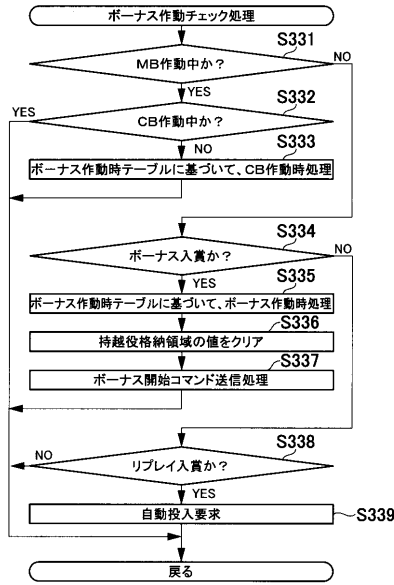 ボーナス作動チェック処理
S331
MB作動中か?
NO
YES
S332
YES
CB作動中か?
NO
S333
ボーナス作動時テーブルに基づいて、CB作動時処理
S334
ボーナス入賞か?
NO
YES
S335
ボーナス作動時テーブルに基づいて、ボーナス作動時処理
S336
持越役格納領域の値をクリア
S337
ボーナス開始コマンド送信処理
S338
NO
リプレイ入賞か?
YES
自動投入要求
S339
戻る